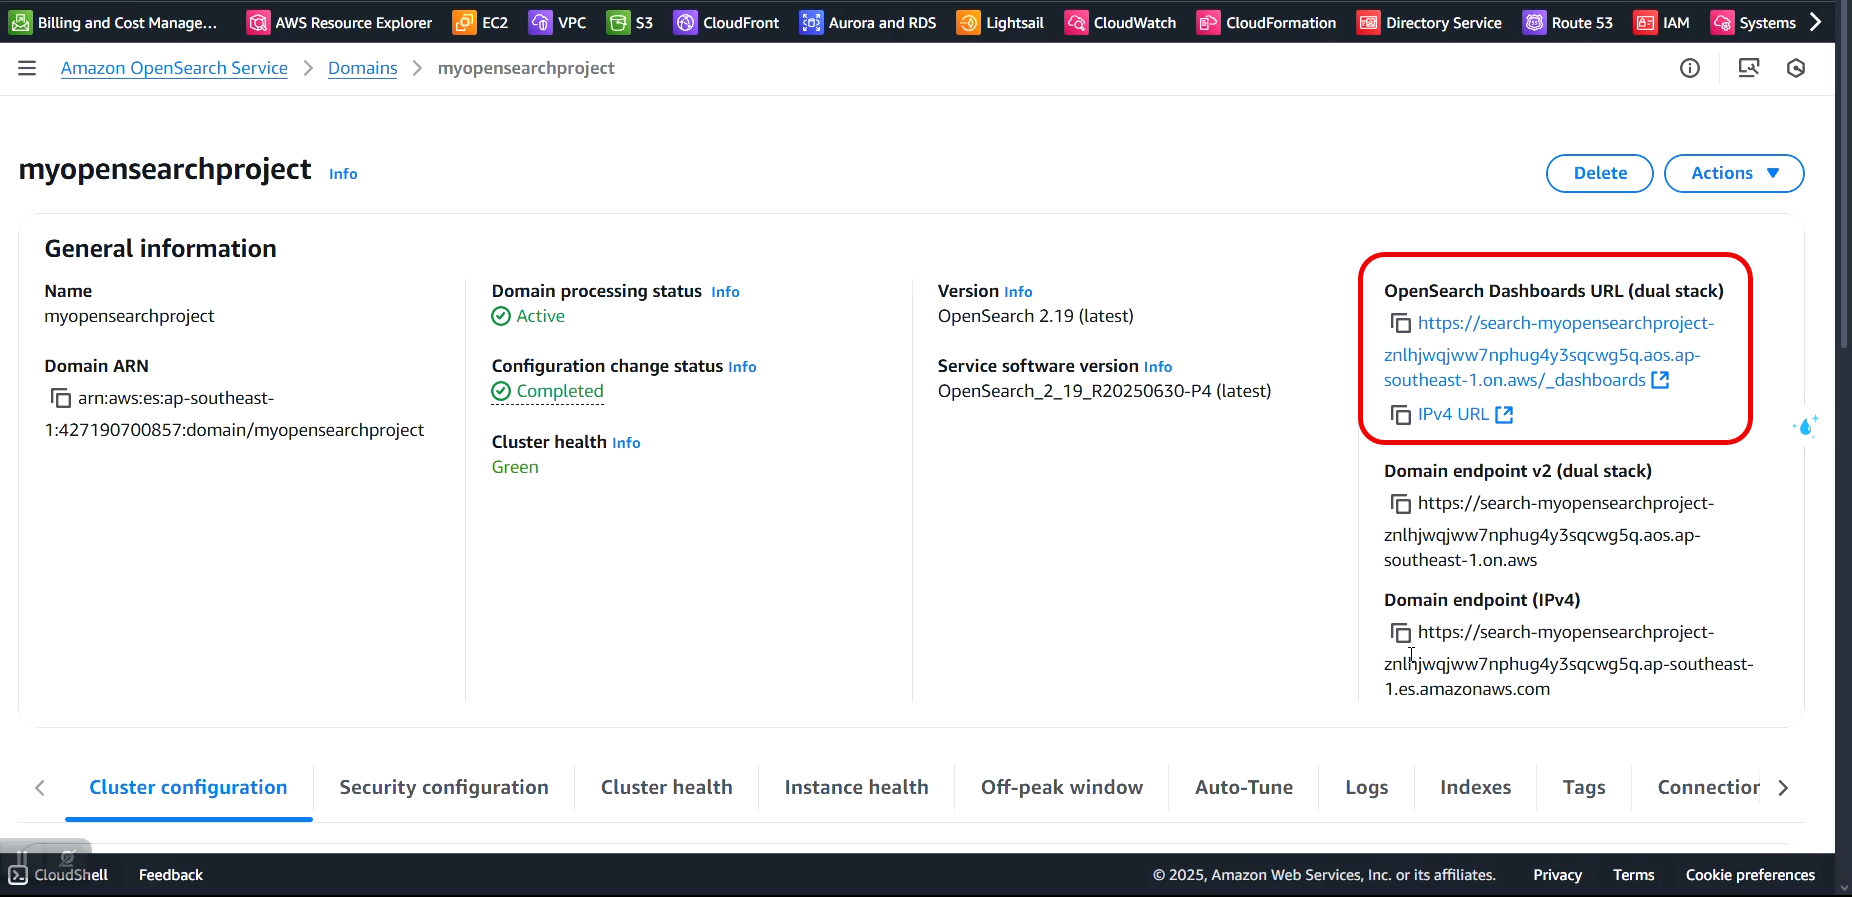 Billing and Cost Manage... AWS Resource Explorer EC2 VPC S3 CloudFront Aurora and RDS Lightsail CloudWatch CloudFormation Directory Service Route 53 IAM Systems
Amazon OpenSearch Service Domains myopensearchproject
myopensearchproject Info
Delete Actions
General information
Name
myopensearchproject
Domain ARN
arn:aws:es:ap-southeast-
1:427190700857:domain/myopensearchproject
Domain processing status Info
Active
Configuration change status Info
Completed
Cluster health Info
Green
Version Info
OpenSearch 2.19 (latest)
Service software version Info
OpenSearch_2_19_R20250630-P4 (latest)
OpenSearch Dashboards URL (dual stack)
https://search-myopensearchproject-
znlhjwqjww7nphug4y3sqcwg5q.aos.ap-
southeast-1.on.aws/_dashboards
IPv4 URL
Domain endpoint v2 (dual stack)
https://search-myopensearchproject-
znlhjwqjww7nphug4y3sqcwg5q.aos.ap-
southeast-1.on.aws
Domain endpoint (IPv4)
https://search-myopensearchproject-
znlhjwqjww7nphug4y3sqcwg5q.ap-southeast-
1.es.amazonaws.com
Cluster configuration Security configuration Cluster health Instance health Off-peak window Auto-Tune Logs Indexes Tags Connection
CloudShell Feedback © 2025, Amazon Web Services, Inc. or its affiliates. Privacy Terms Cookie preferences